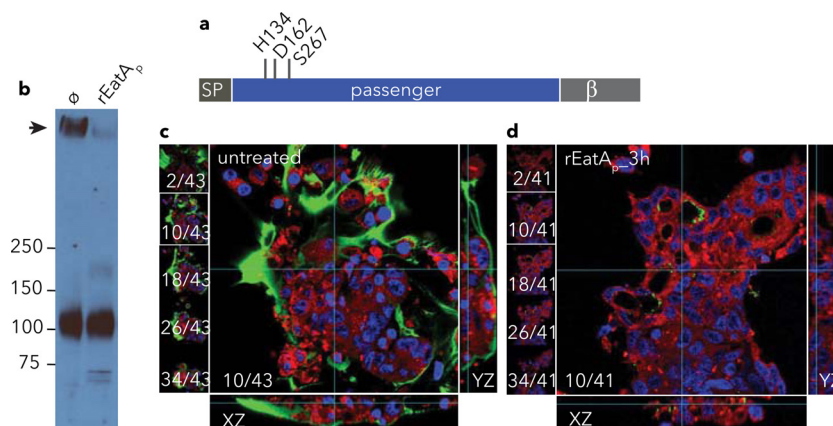 a
H134
D162
S267
SP
passenger
β
b
ø
rEatAp
250
150
100
75
c
untreated
2/43
10/43
18/43
26/43
34/43
10/43
YZ
XZ
d
rEatAp_3h
2/41
10/41
18/41
26/41
34/41
10/41
YZ
XZ